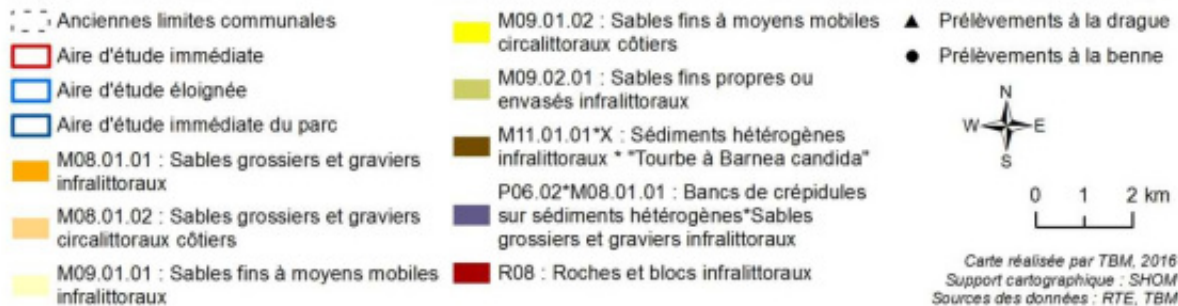 Anciennes limites communales
Aire d'étude immédiate
Aire d'étude éloignée
Aire d'étude immédiate du parc
M08.01.01 : Sables grossiers et graviers
infralittoraux
M08.01.02 : Sables grossiers et graviers
circalittoraux côtiers
M09.01.01 : Sables fins à moyens mobiles
infralittoraux
M09.01.02 : Sables fins à moyens mobiles
circalittoraux côtiers
M09.02.01 : Sables fins propres ou
envasés infralittoraux
M11.01.01*X : Sédiments hétérogènes
infralittoraux * "Tourbe à Barnea candida"
P06.02*M08.01.01 : Bancs de crépidules
sur sédiments hétérogènes*Sables
grossiers et graviers infralittoraux
R08 : Roches et blocs infralittoraux
Prélèvements à la drague
Prélèvements à la benne
N
W E
S
0 1 2 km
Carte réalisée par TBM, 2016
Support cartographique : SHOM
Sources des données : RTE, TBM